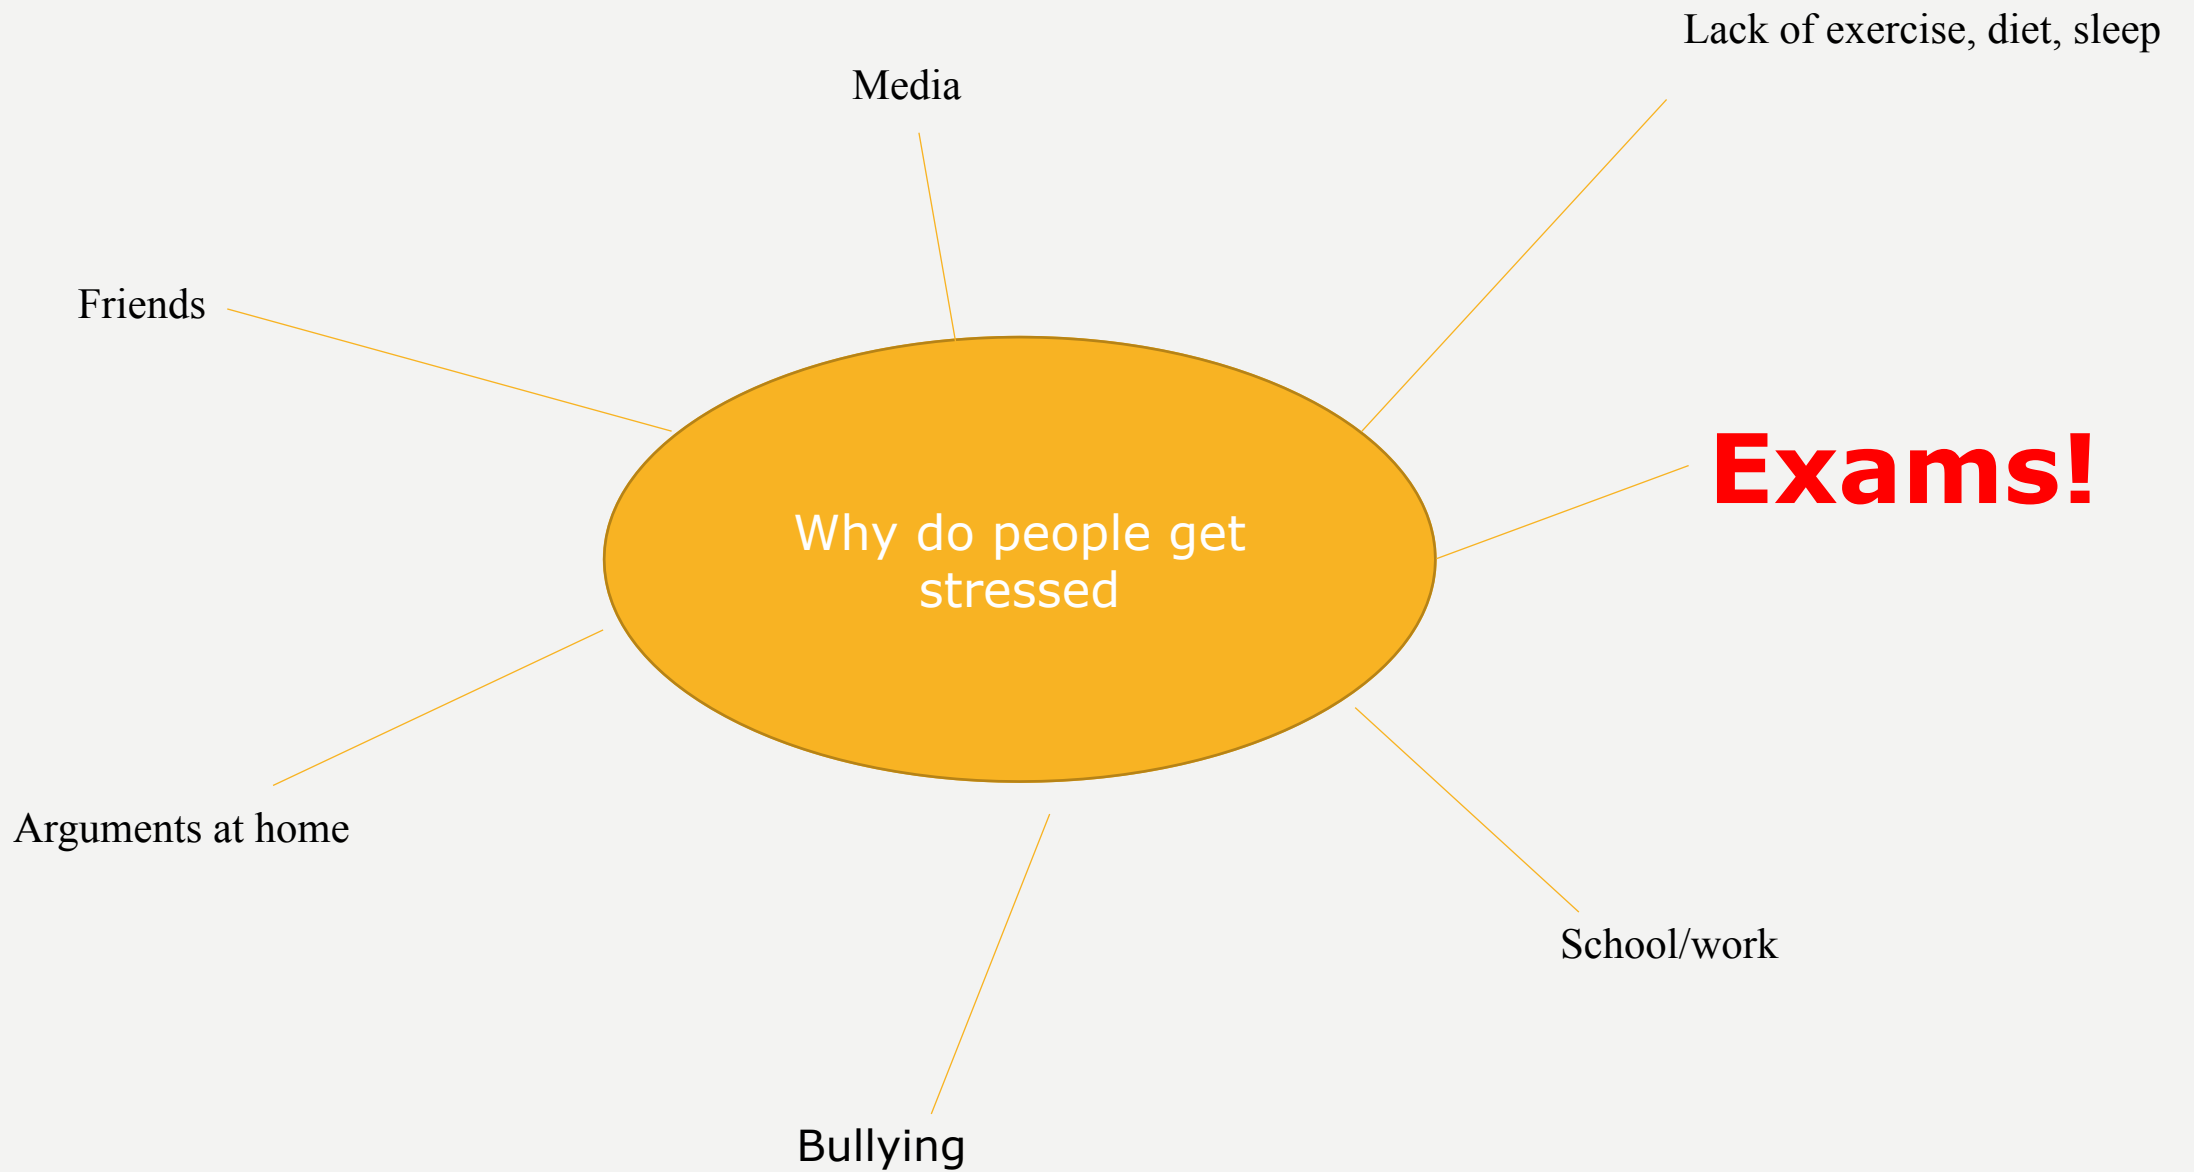 Lack of exercise, diet, sleep
Media
Friends
Exams!
Why do people get
stressed
Arguments at home
School/work
Bullying